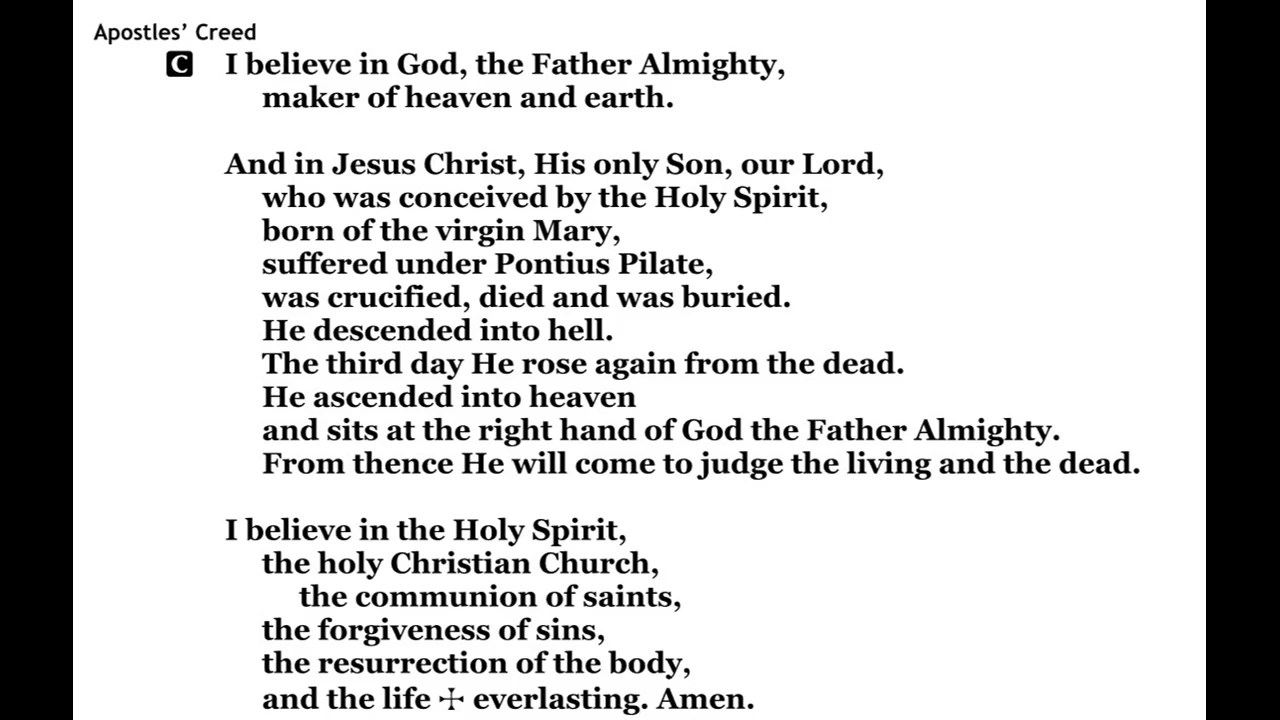 Apostles’ Creed
C I believe in God, the Father Almighty,
maker of heaven and earth.
And in Jesus Christ, His only Son, our Lord,
who was conceived by the Holy Spirit,
born of the virgin Mary,
suffered under Pontius Pilate,
was crucified, died and was buried.
He descended into hell.
The third day He rose again from the dead.
He ascended into heaven
and sits at the right hand of God the Father Almighty.
From thence He will come to judge the living and the dead.
I believe in the Holy Spirit,
the holy Christian Church,
the communion of saints,
the forgiveness of sins,
the resurrection of the body,
and the life ☩ everlasting. Amen.